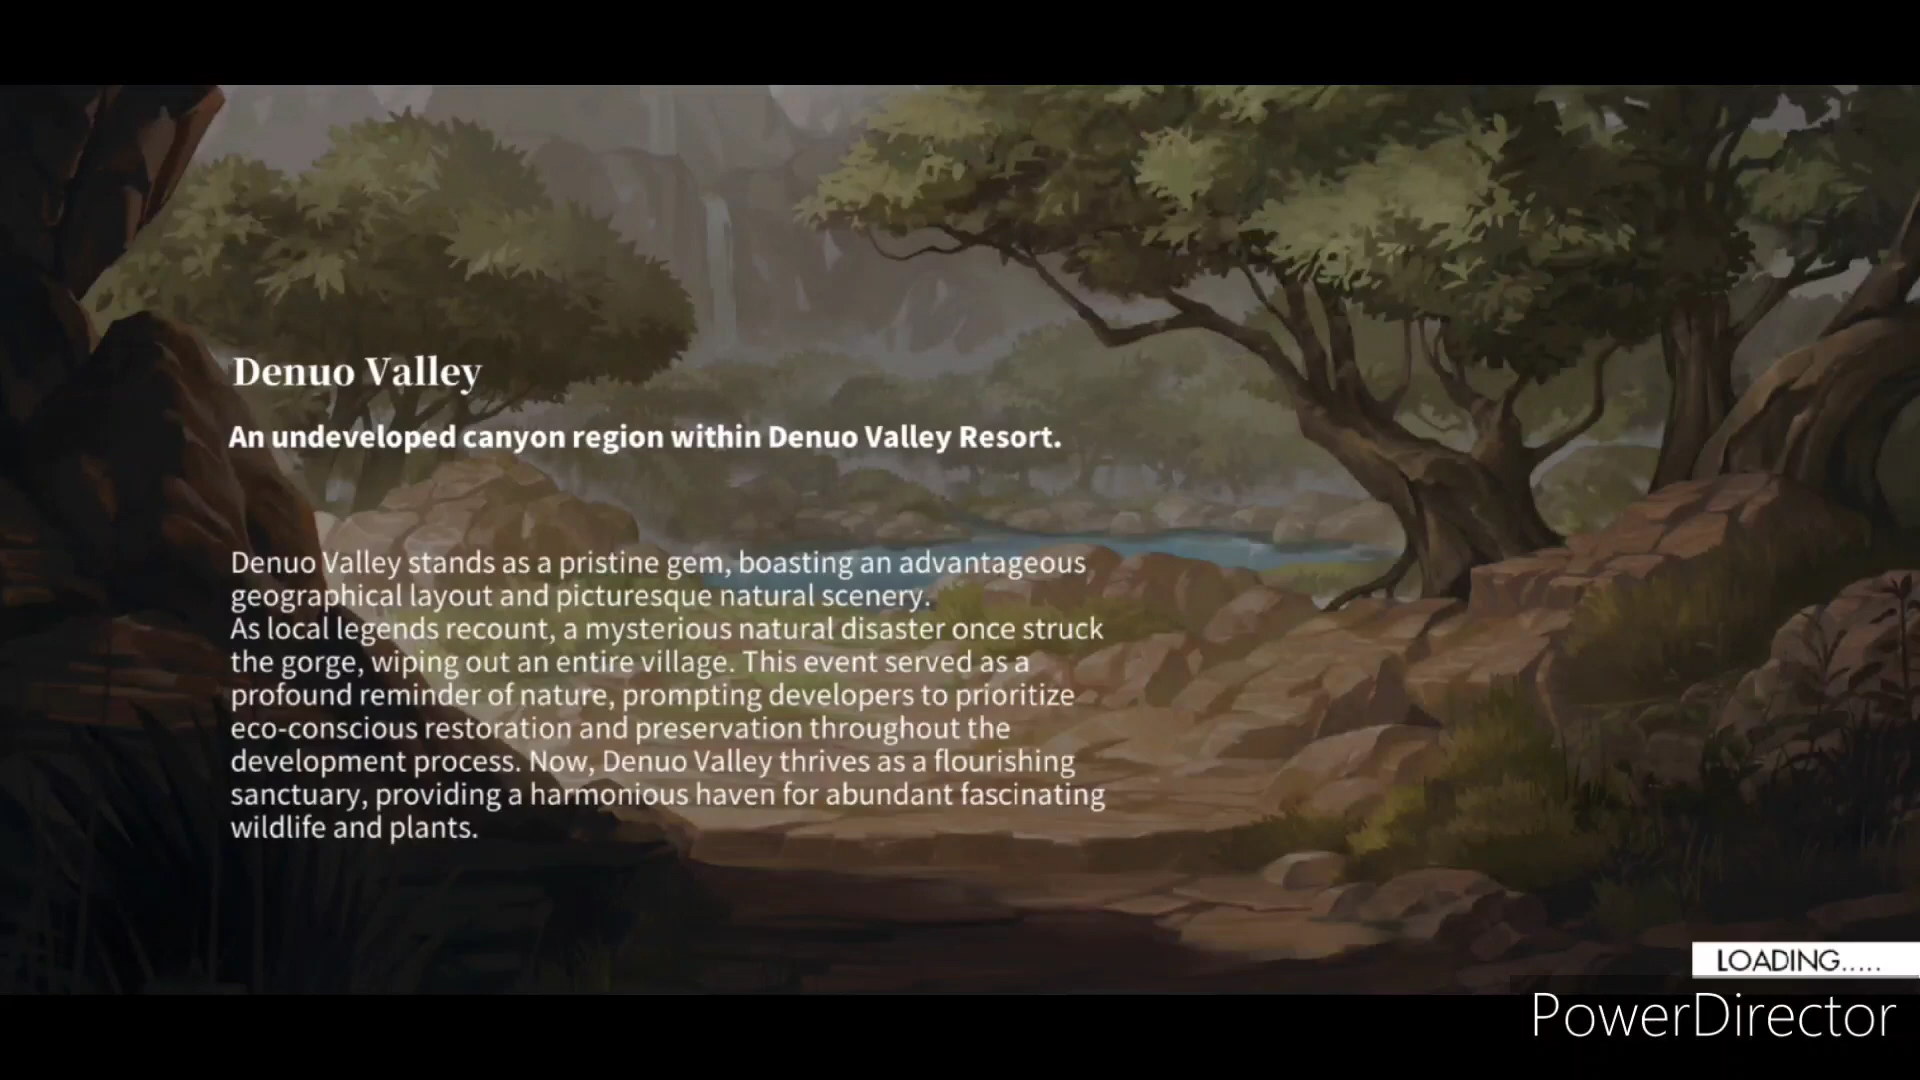 Denuo Valley
An undeveloped canyon region within Denuo Valley Resort.
Denuo Valley stands as a pristine gem, boasting an advantageous
geographical layout and picturesque natural scenery.
As local legends recount, a mysterious natural disaster once struck
the gorge, wiping out an entire village. This event served as a
profound reminder of nature, prompting developers to prioritize
eco-conscious restoration and preservation throughout the
development process. Now, Denuo Valley thrives as a flourishing
sanctuary, providing a harmonious haven for abundant fascinating
wildlife and plants.
LOADING.....
PowerDirector